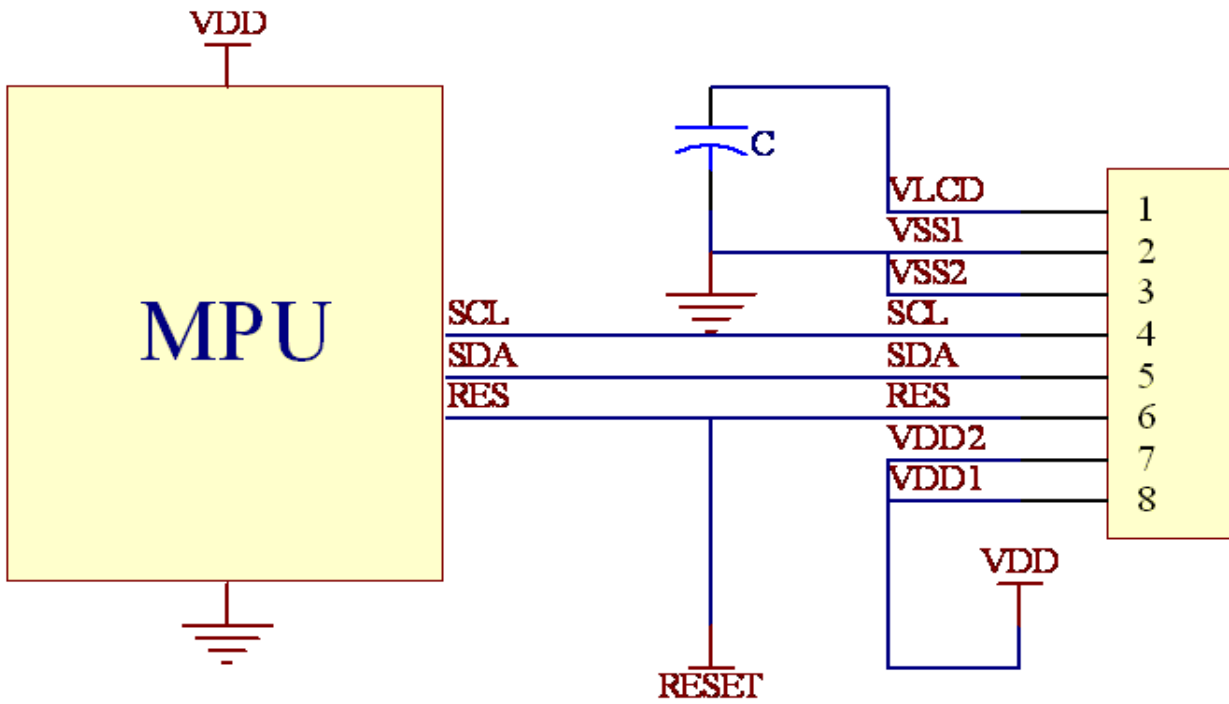 VDD
MPU
C
VLCD 1
VSS1 2
VSS2 3
SCL SCL 4
SDA SDA 5
RES RES 6
VDD2 7
VDD1 8
VDD
RESET